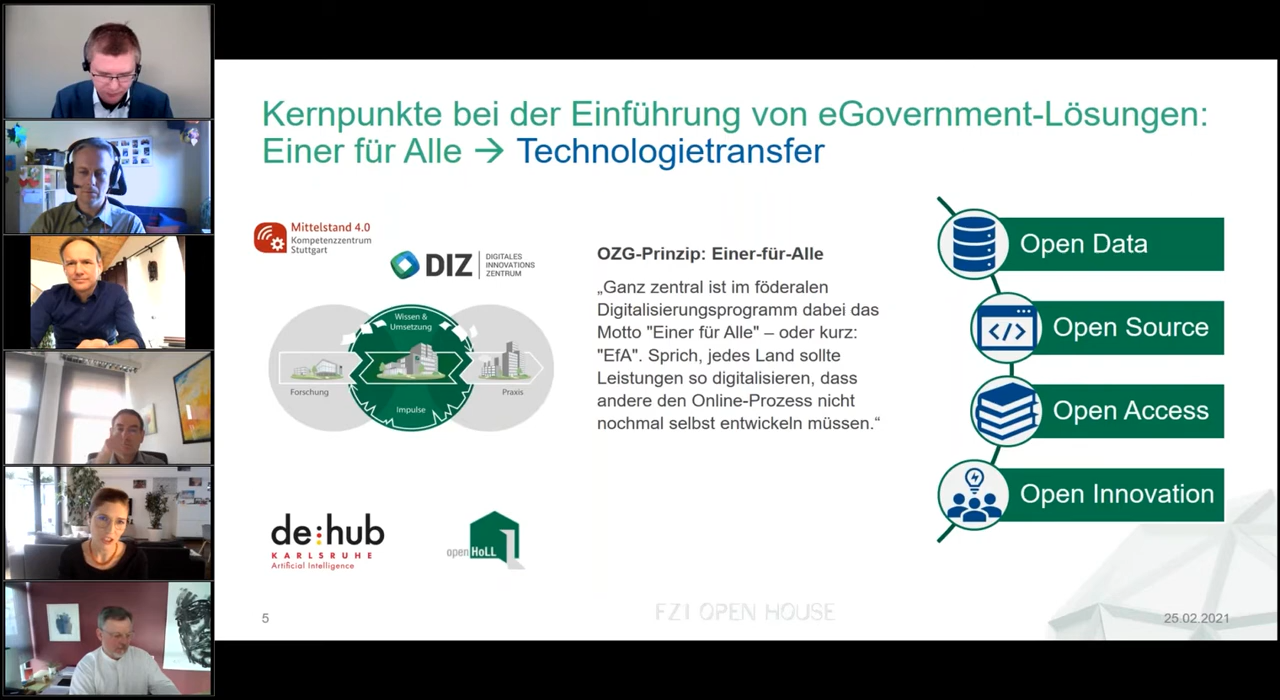 Kernpunkte bei der Einführung von eGovernment-Lösungen:
Einer für Alle → Technologietransfer
Mittelstand 4.0
Kompetenzzentrum
Stuttgart
DIZ
DIGITALES
INNOVATIONS
ZENTRUM
Wissen &
Umsetzung
Forschung
Praxis
Impulse
de:hub
KARLSRUHE
Artificial Intelligence
openHoLL
OZG-Prinzip: Einer-für-Alle
„Ganz zentral ist im föderalen
Digitalisierungsprogramm dabei das
Motto "Einer für Alle" – oder kurz:
"EfA". Sprich, jedes Land sollte
Leistungen so digitalisieren, dass
andere den Online-Prozess nicht
nochmal selbst entwickeln müssen.“
Open Data
Open Source
Open Access
Open Innovation
5
FZI OPEN HOUSE
25.02.2021